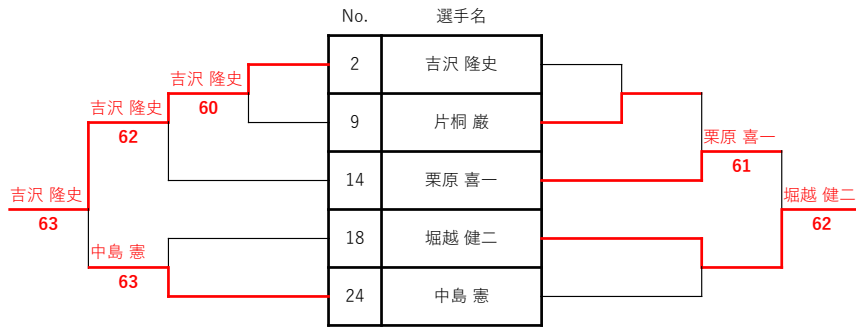 No. 選手名
2 吉沢 隆史
吉沢 隆史
60
吉沢 隆史
62
9 片桐 巌
栗原 喜一
61
14 栗原 喜一
吉沢 隆史
63
堀越 健二
62
18 堀越 健二
中島 憲
63
24 中島 憲